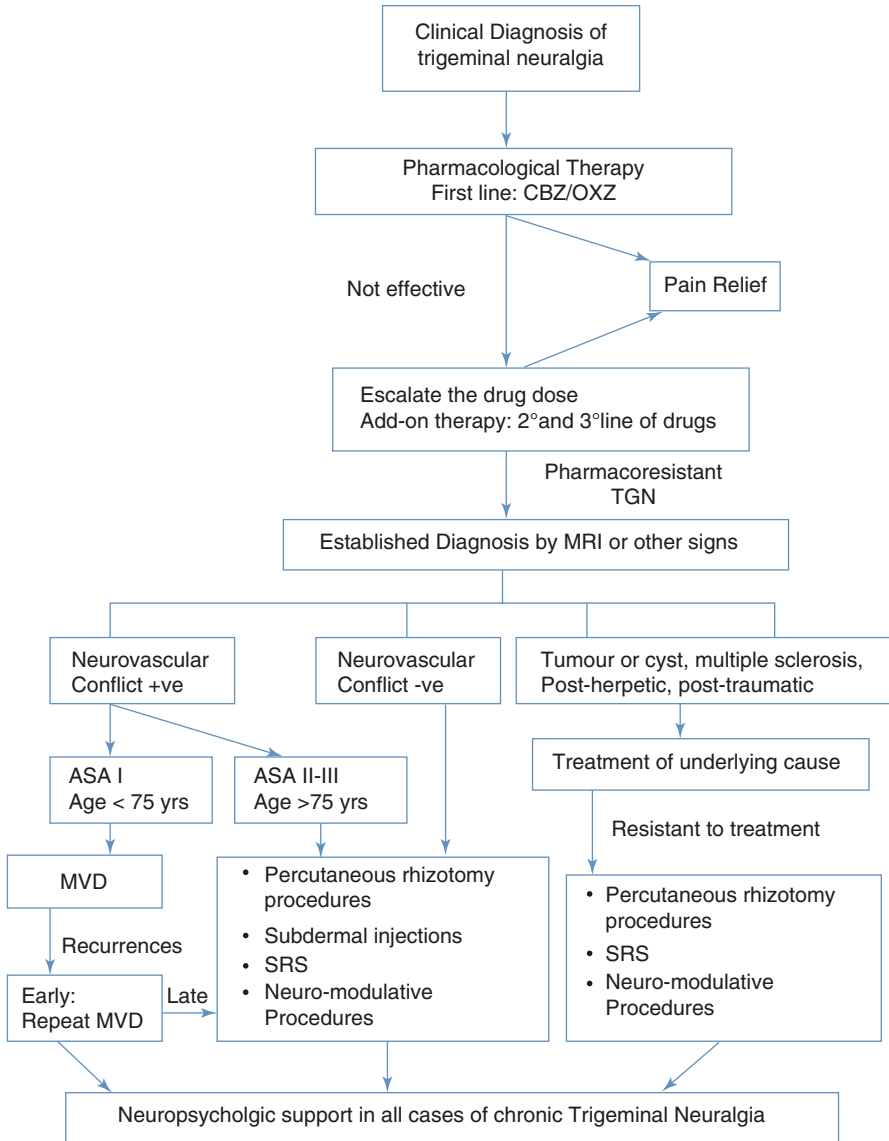 Clinical Diagnosis of
trigeminal neuralgia
Pharmacological Therapy
First line: CBZ/OXZ
Not effective
Pain Relief
Escalate the drug dose
Add-on therapy: 2°and 3°line of drugs
Pharmacoresistant
TGN
Established Diagnosis by MRI or other signs
Neurovascular
Conflict +ve
Neurovascular
Conflict -ve
Tumour or cyst, multiple sclerosis,
Post-herpetic, post-traumatic
ASA I
Age < 75 yrs
ASA II-III
Age >75 yrs
Treatment of underlying cause
Resistant to treatment
MVD
Recurrences
Early:
Repeat MVD
Late
• Percutaneous rhizotomy
procedures
• Subdermal injections
• SRS
• Neuro-modulative
Procedures
• Percutaneous rhizotomy
procedures
• SRS
• Neuro-modulative
Procedures
Neuropsycholgic support in all cases of chronic Trigeminal Neuralgia